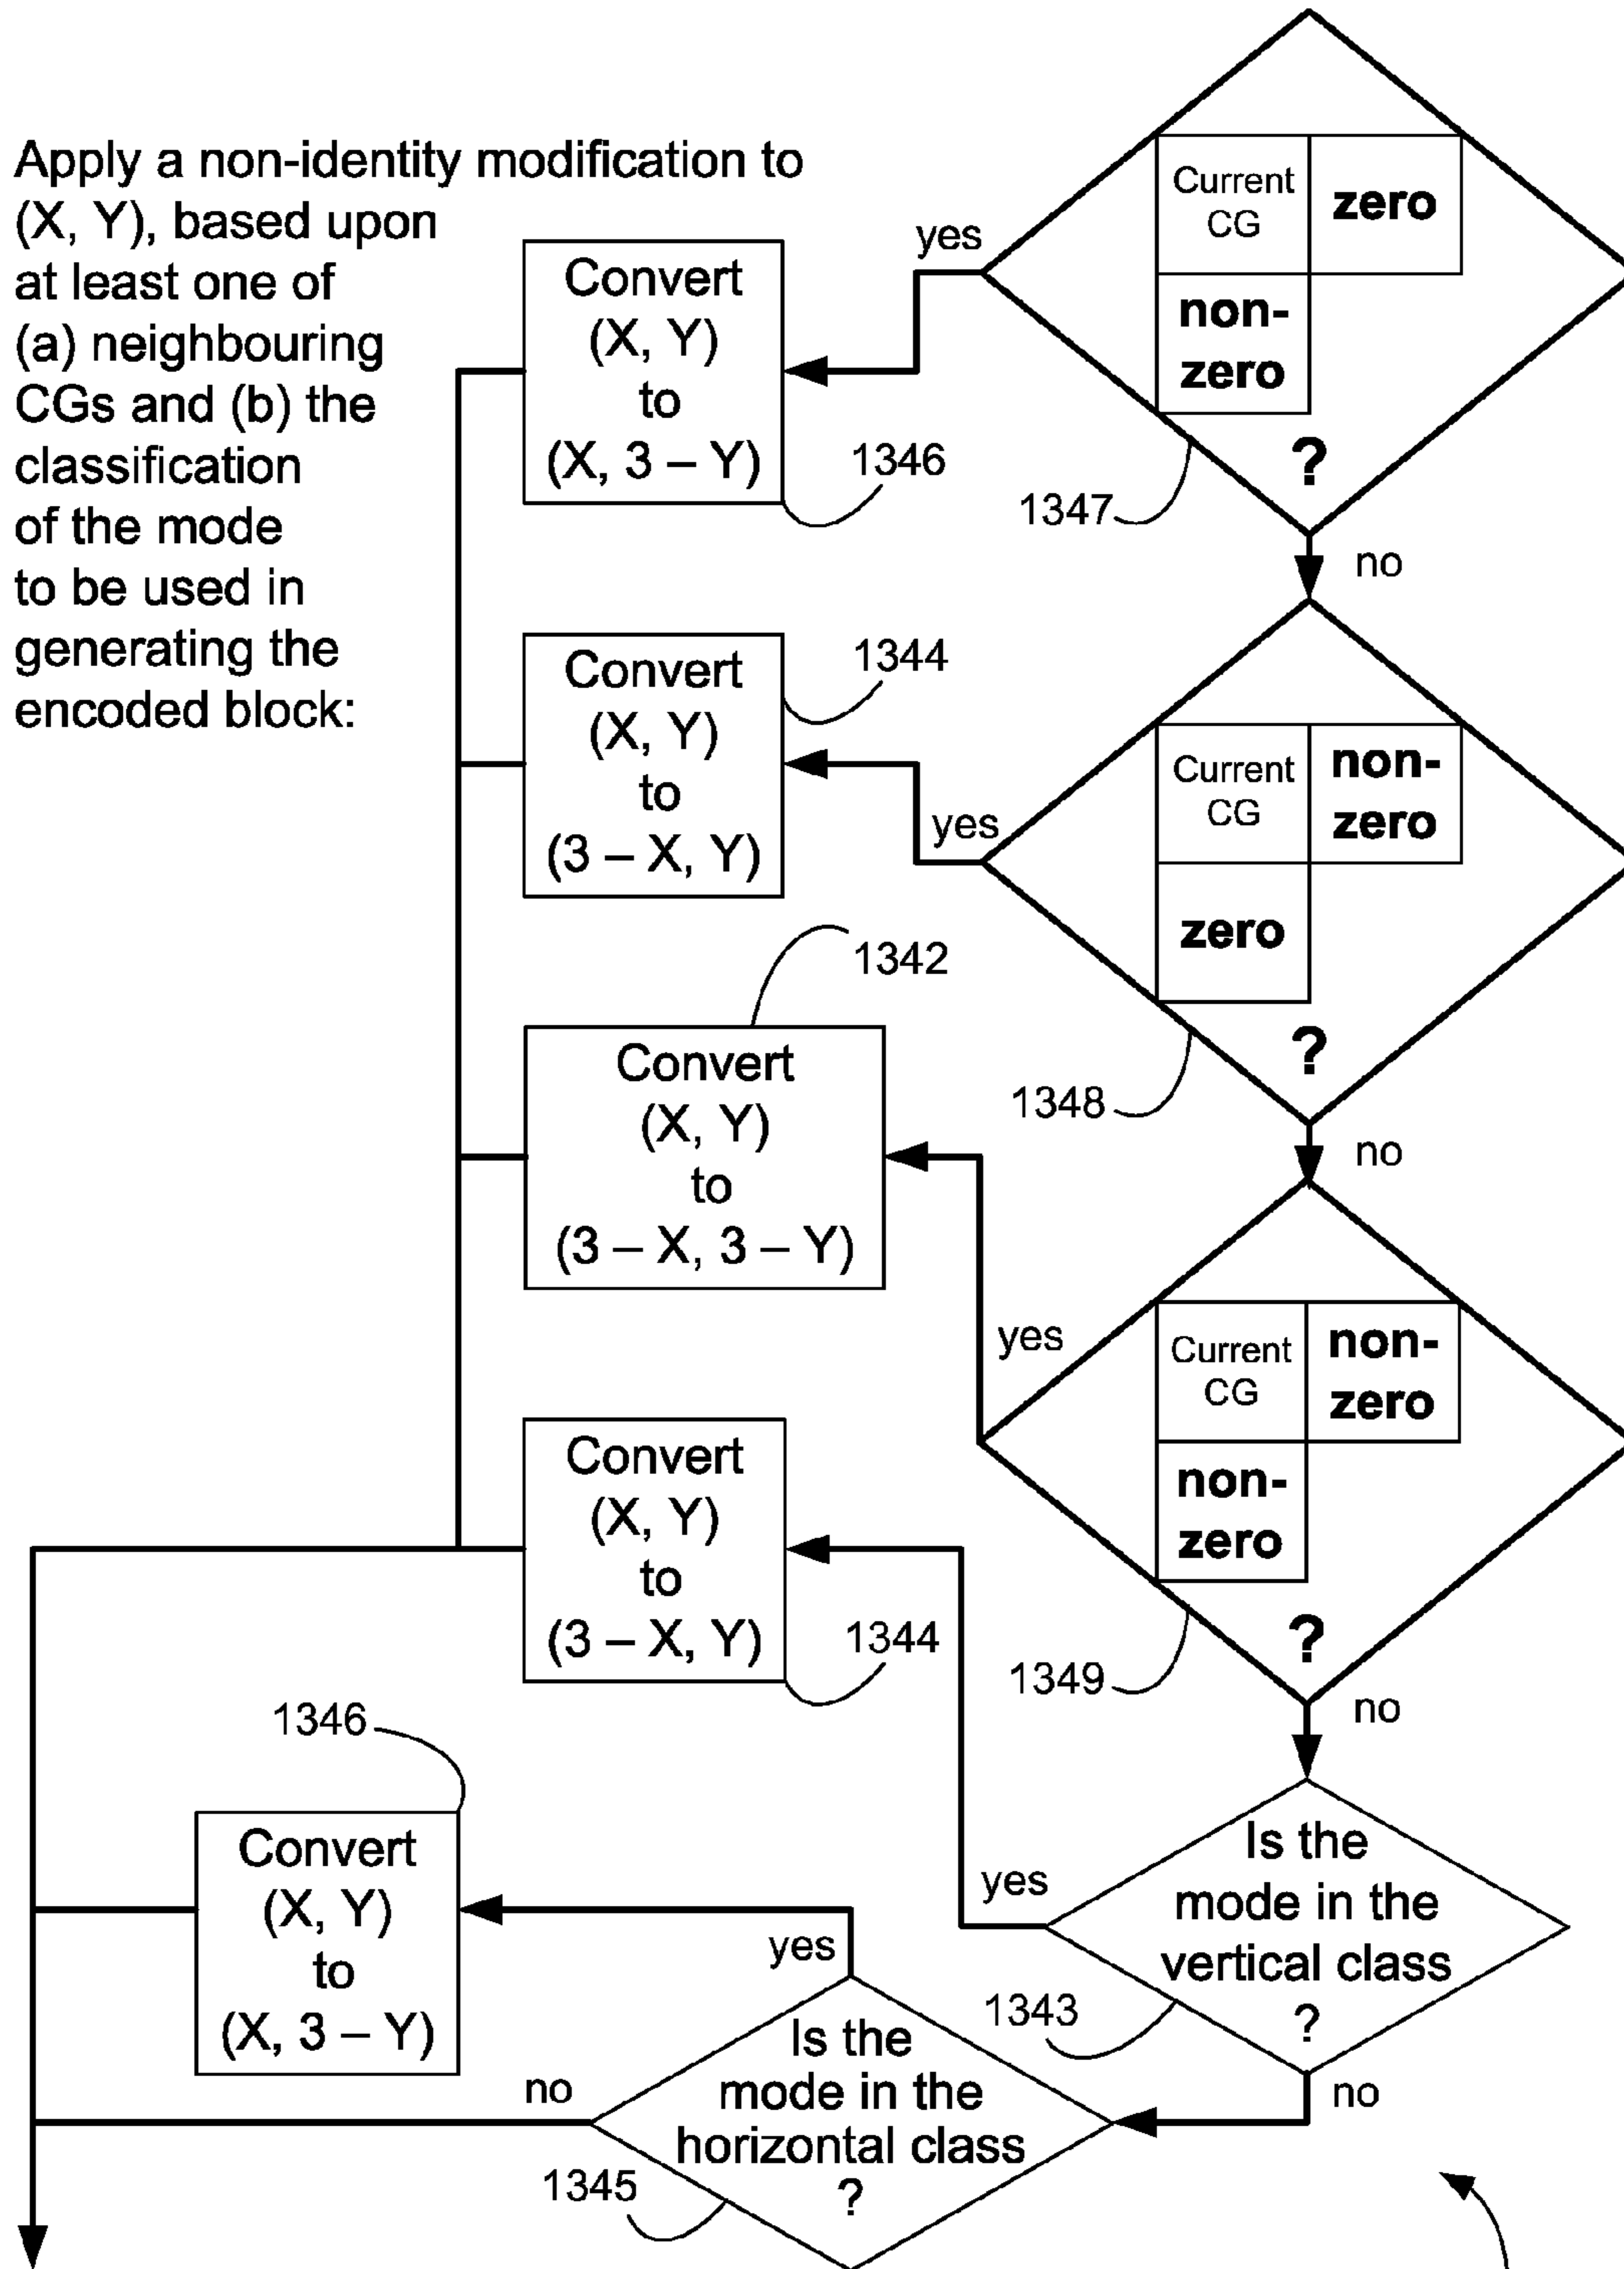 Apply a non-identity modification to
(X, Y), based upon
at least one of
(a) neighbouring
CGs and (b) the
classification
of the mode
to be used in
generating the
encoded block:
Current
CG
zero
non-
zero
?
1347
yes
Convert
(X, Y)
to
(X, 3 – Y)
1346
no
Current
CG
non-
zero
zero
?
1348
yes
Convert
(X, Y)
to
(3 – X, Y)
1344
no
Current
CG
non-
zero
non-
zero
?
1349
yes
Convert
(X, Y)
to
(3 – X, 3 – Y)
1342
no
Is the
mode in the
vertical class
?
1343
yes
Convert
(X, Y)
to
(3 – X, Y)
1344
no
Is the
mode in the
horizontal class
?
1345
yes
Convert
(X, Y)
to
(X, 3 – Y)
1346
no